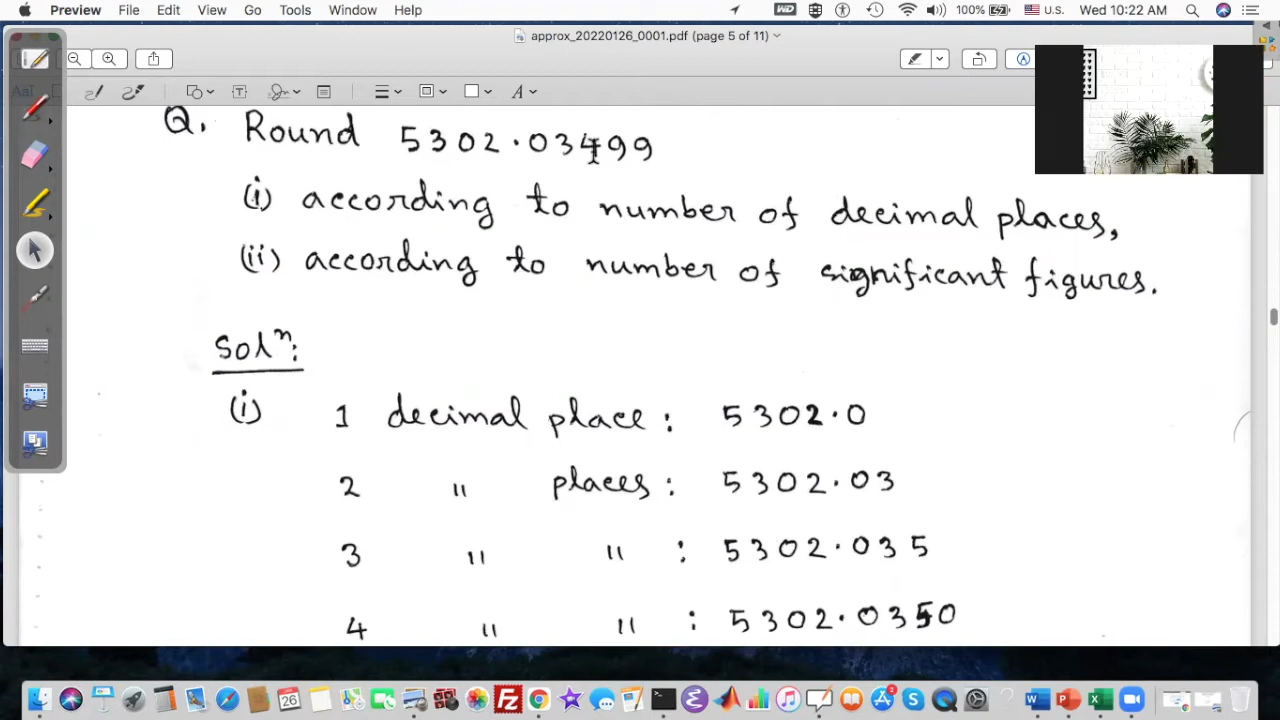 Preview File Edit View Go Tools Window Help 100% U.S. Wed 10:22 AM
approx_20220126_0001.pdf (page 5 of 11)
Q. Round 5302.03499
(i) according to number of decimal places,
(ii) according to number of significant figures.
Solⁿ:
(i) 1 decimal place : 5302.0
2 " places : 5302.03
3 " " : 5302.035
4 " " : 5302.0350